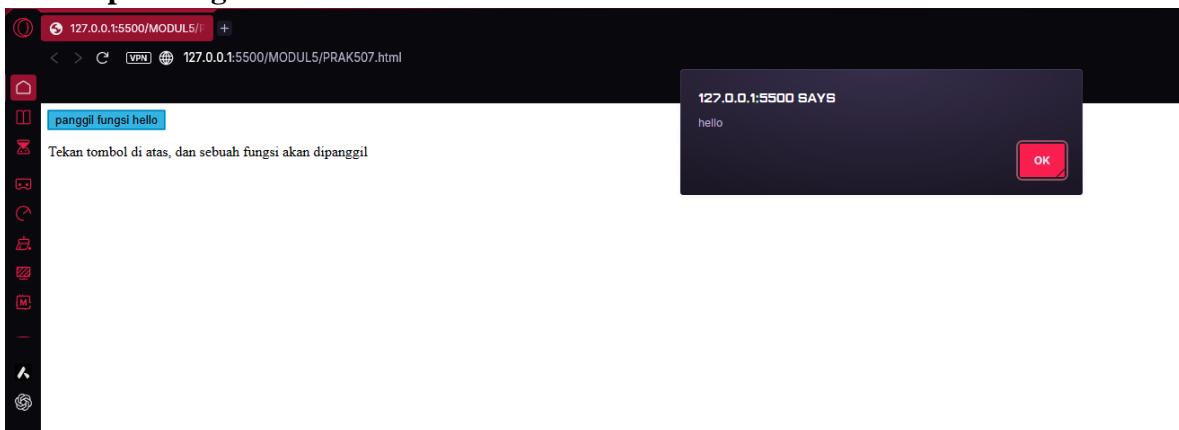 127.0.0.1:5500/MODUL5/P
VPN 127.0.0.1:5500/MODUL5/PRAK507.html
127.0.0.1:5500 SAYS
hello
OK
panggil fungsi hello
Tekan tombol di atas, dan sebuah fungsi akan dipanggil
M